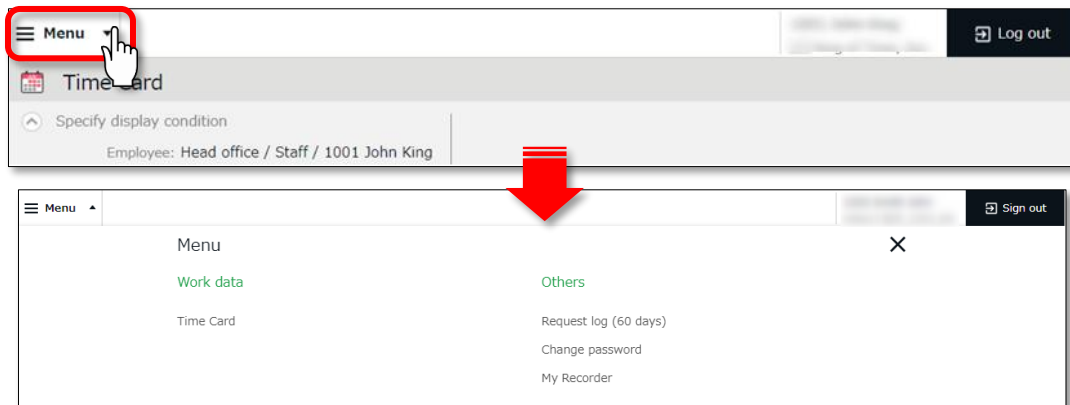 Menu
Log out
Time Card
Specify display condition
Employee: Head office / Staff / 1001 John King
Menu
Sign out
Menu
Work data
Others
Time Card
Request log (60 days)
Change password
My Recorder